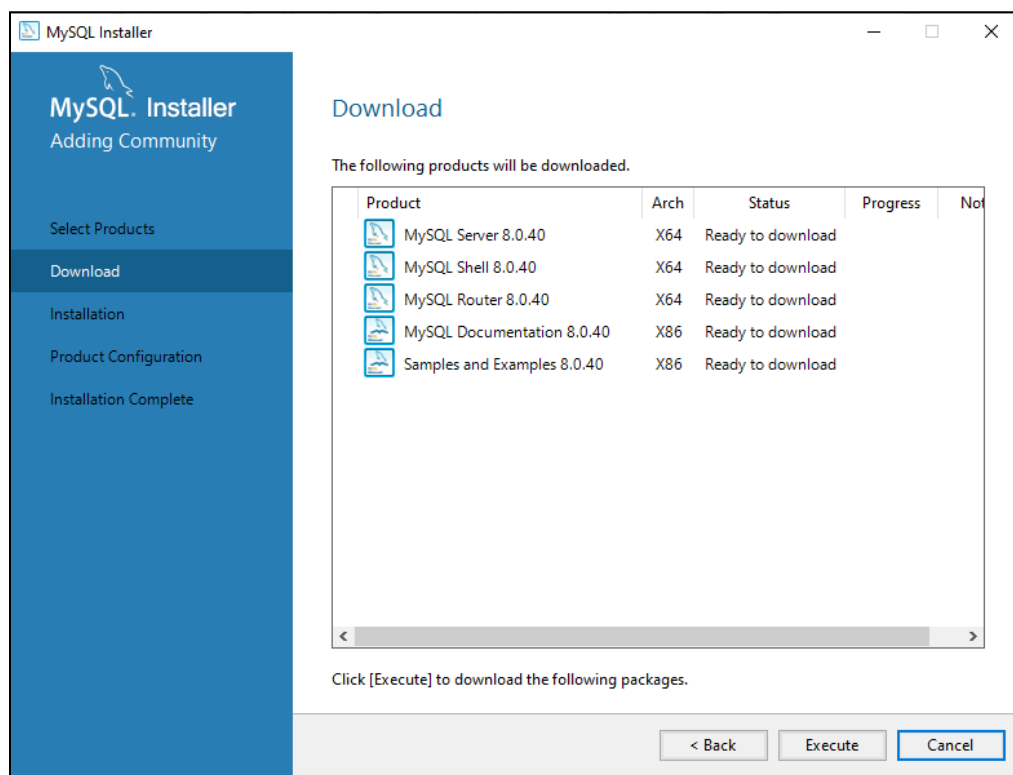 MySQL Installer
MySQL. Installer
Adding Community
Select Products
Download
Installation
Product Configuration
Installation Complete
Download
The following products will be downloaded.
Product Arch Status Progress Not
MySQL Server 8.0.40 X64 Ready to download
MySQL Shell 8.0.40 X64 Ready to download
MySQL Router 8.0.40 X64 Ready to download
MySQL Documentation 8.0.40 X86 Ready to download
Samples and Examples 8.0.40 X86 Ready to download
Click [Execute] to download the following packages.
< Back Execute Cancel